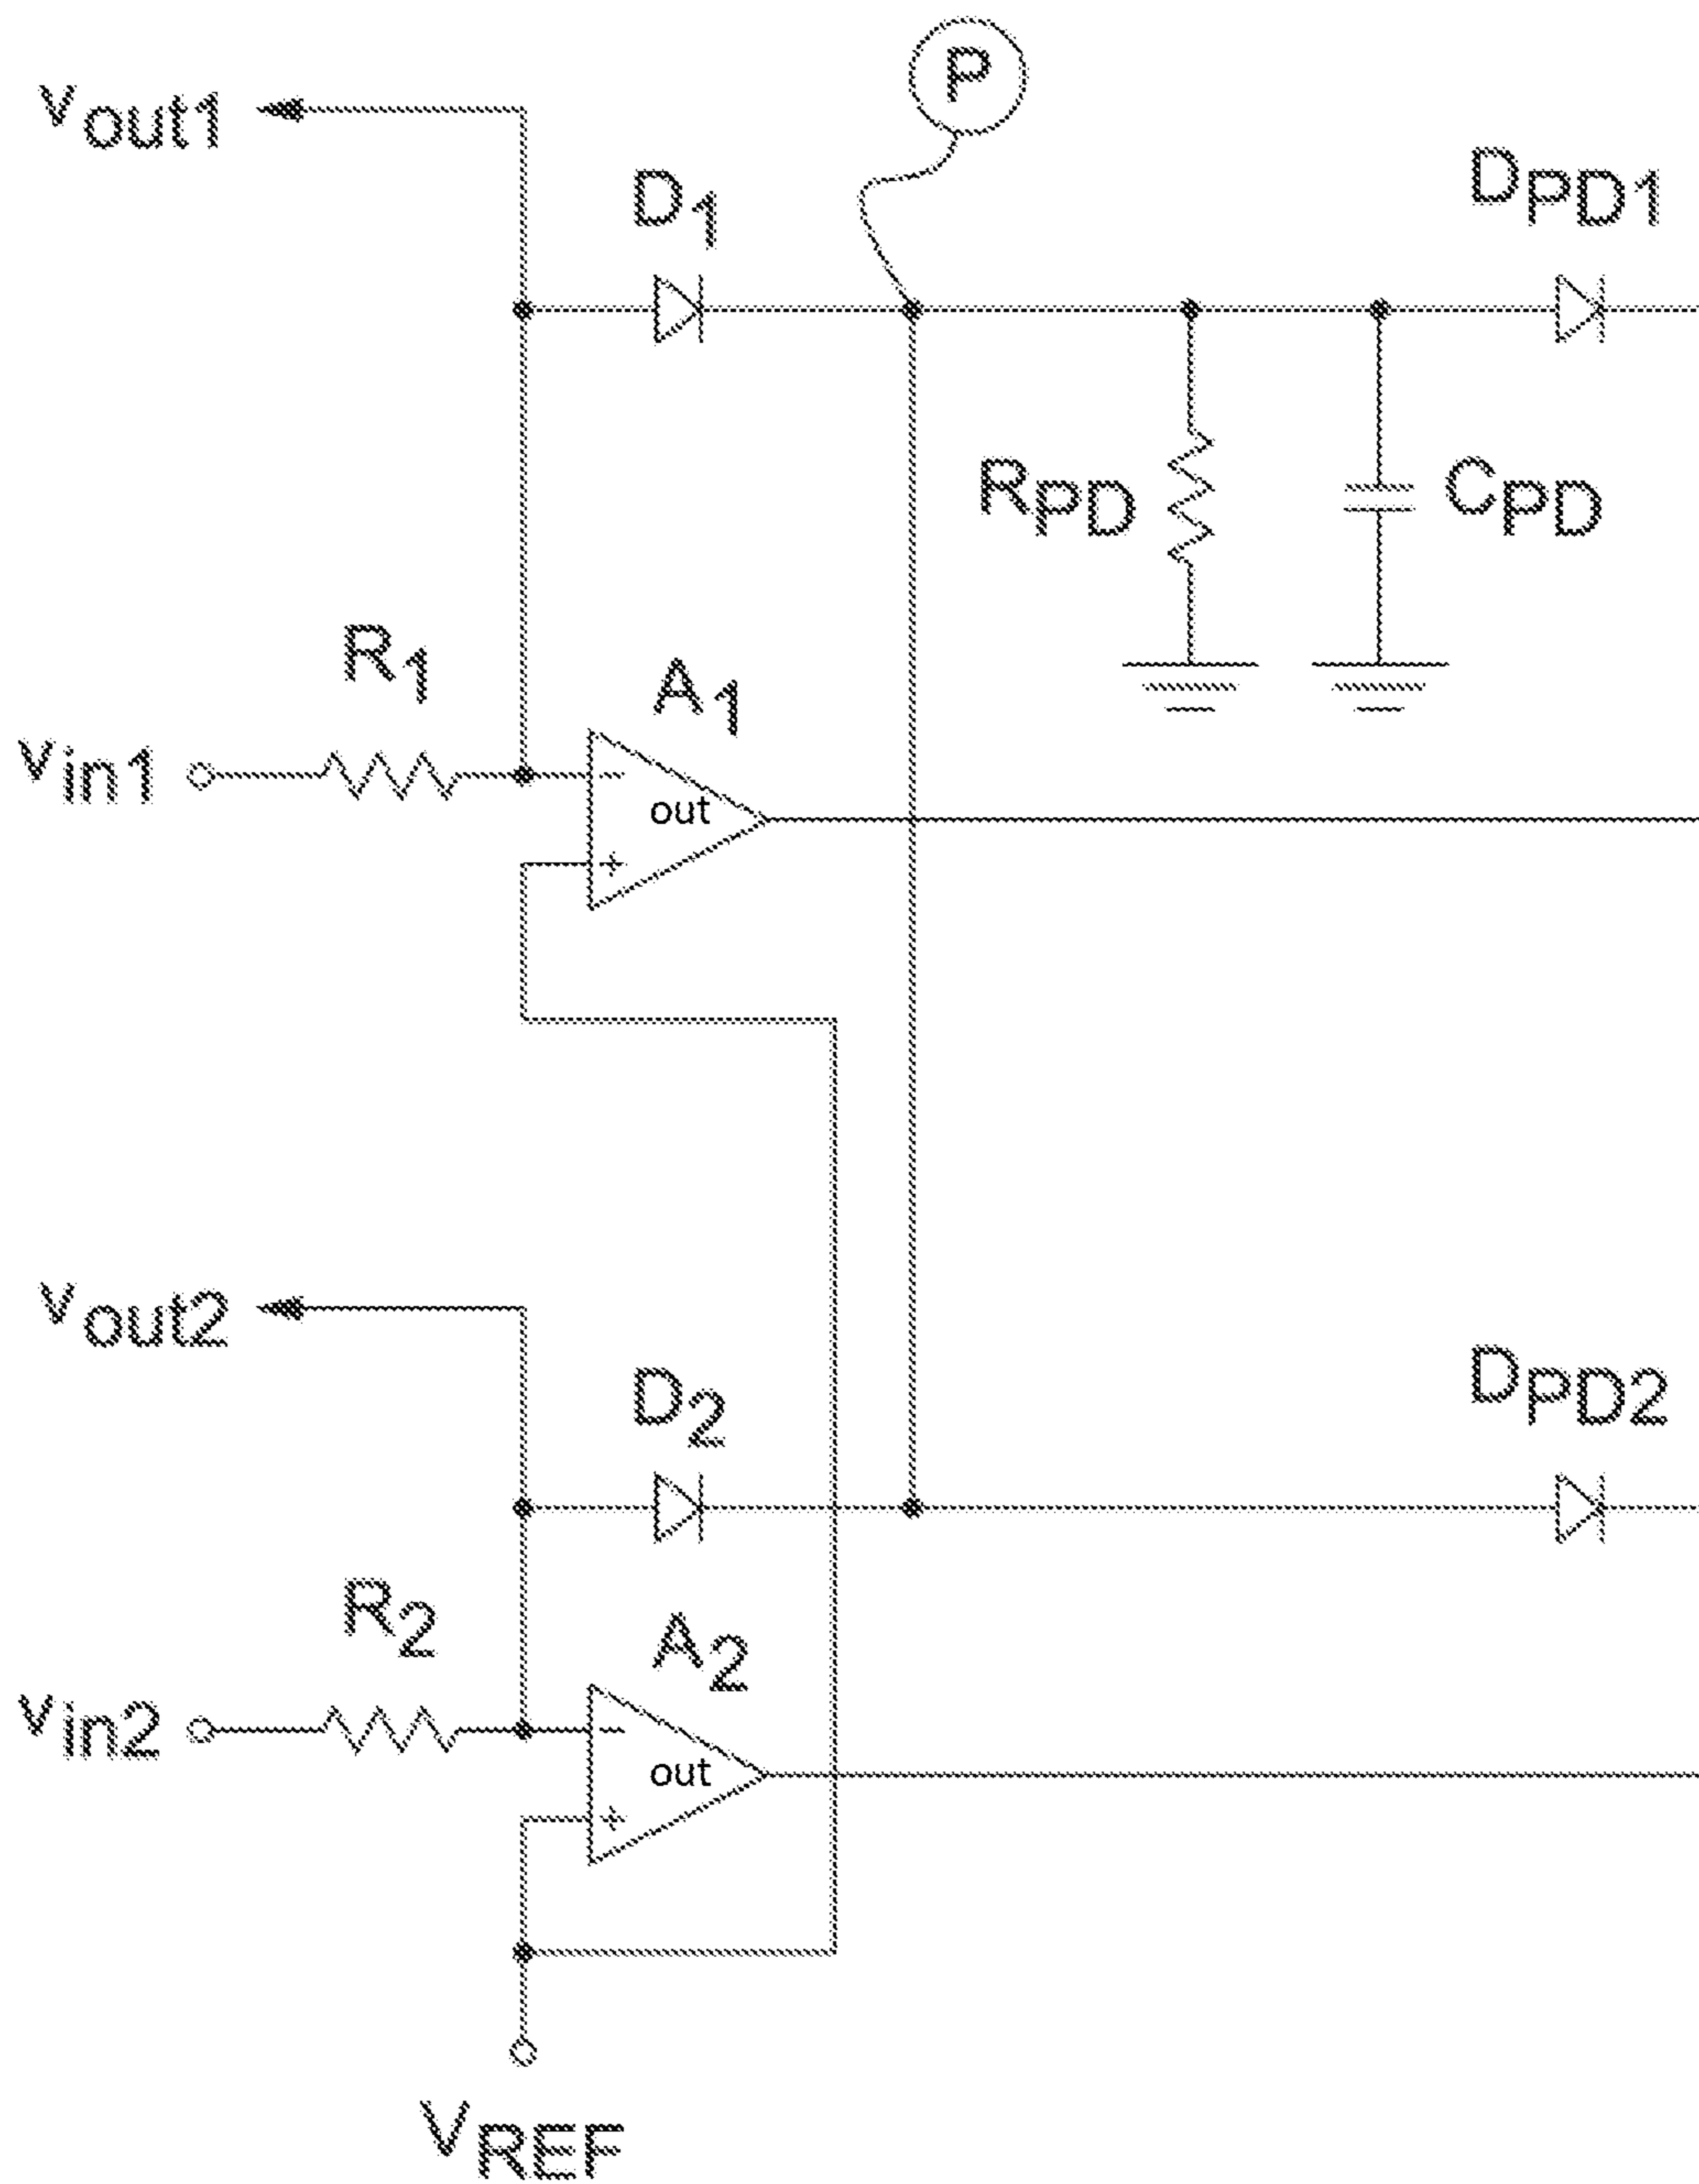 P
Vout1
D1
DPD1
RPD
CPD
R1
A1
Vin1
−
out
+
Vout2
D2
DPD2
R2
A2
Vin2
−
out
+
VREF